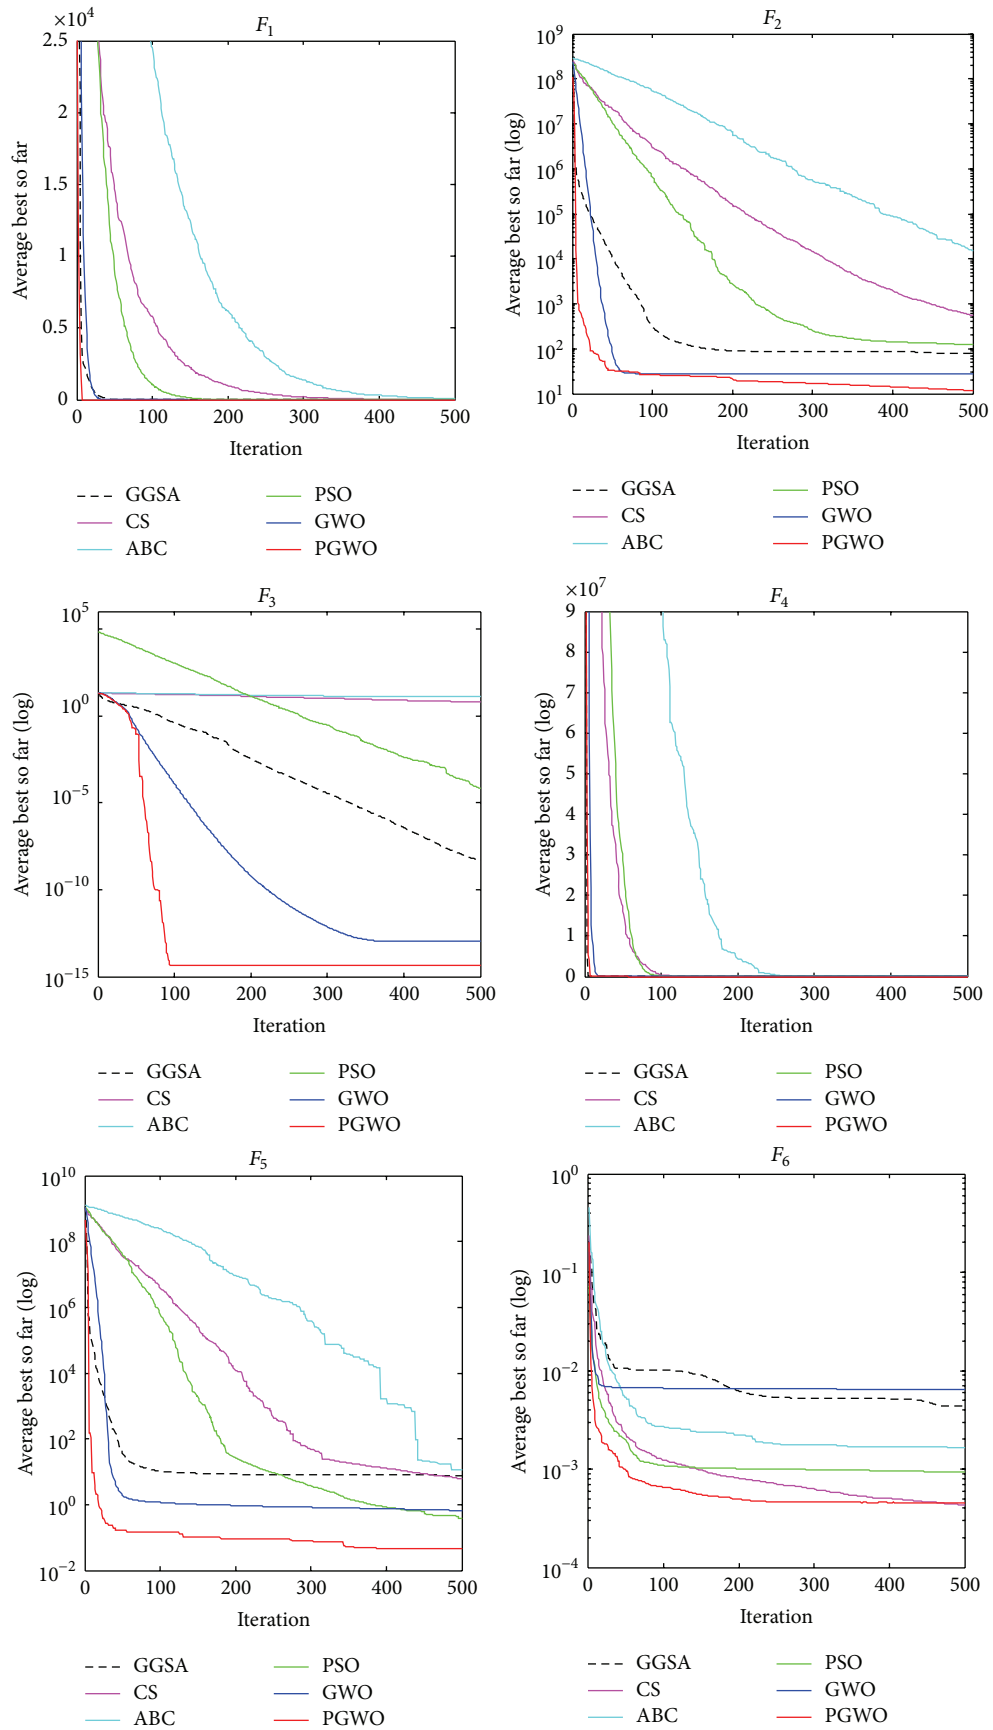 F1
×10^4
2.5
2
1.5
1
0.5
0
0 100 200 300 400 500
Average best so far
Iteration
GGSA PSO
CS GWO
ABC PGWO
F2
10^9
10^8
10^7
10^6
10^5
10^4
10^3
10^2
10^1
0 100 200 300 400 500
Average best so far (log)
Iteration
GGSA PSO
CS GWO
ABC PGWO
F3
10^5
10^0
10^−5
10^−10
10^−15
0 100 200 300 400 500
Average best so far (log)
Iteration
GGSA PSO
CS GWO
ABC PGWO
×10^7
F4
9
8
7
6
5
4
3
2
1
0
0 100 200 300 400 500
Average best so far (log)
Iteration
GGSA PSO
CS GWO
ABC PGWO
F5
10^10
10^8
10^6
10^4
10^2
10^0
10^−2
0 100 200 300 400 500
Average best so far (log)
Iteration
GGSA PSO
CS GWO
ABC PGWO
F6
10^0
10^−1
10^−2
10^−3
10^−4
0 100 200 300 400 500
Average best so far (log)
Iteration
GGSA PSO
CS GWO
ABC PGWO